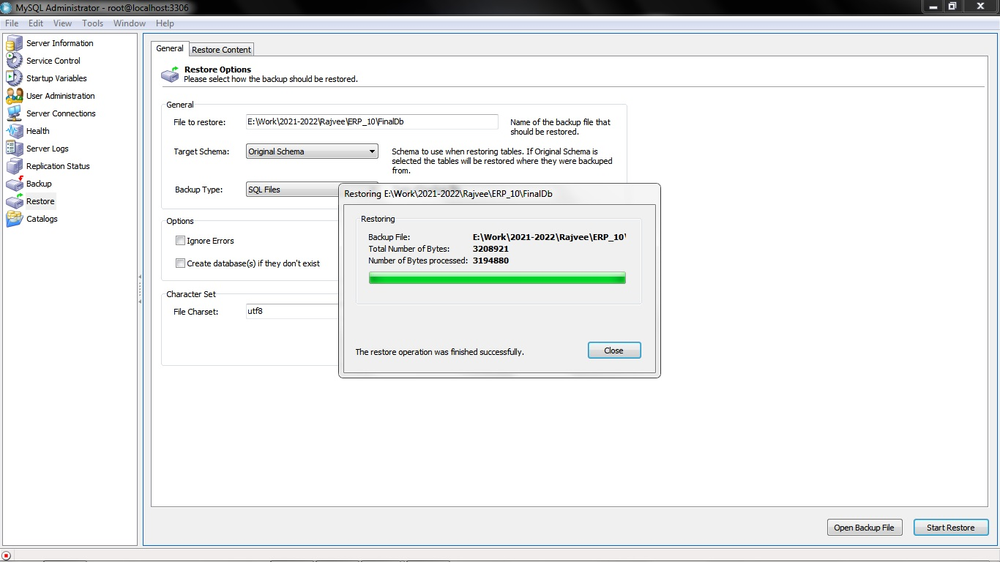 MySQL Administrator - root@localhost:3306
File Edit View Tools Window Help
Server Information
Service Control
Startup Variables
User Administration
Server Connections
Health
Server Logs
Replication Status
Backup
Restore
Catalogs
General Restore Content
Restore Options
Please select how the backup should be restored.
General
File to restore: E:\Work\2021-2022\Rajvee\ERP_10\FinalDb
Name of the backup file that
should be restored.
Target Schema: Original Schema
Schema to use when restoring tables. If Original Schema is
selected the tables will be restored where they were backuped
from.
Backup Type: SQL Files
Options
Ignore Errors
Create database(s) if they don't exist
Character Set
File Charset: utf8
Restoring E:\Work\2021-2022\Rajvee\ERP_10\FinalDb
Restoring
Backup File: E:\Work\2021-2022\Rajvee\ERP_10\
Total Number of Bytes: 3208921
Number of Bytes processed: 3194880
The restore operation was finished successfully.
Close
Open Backup File Start Restore